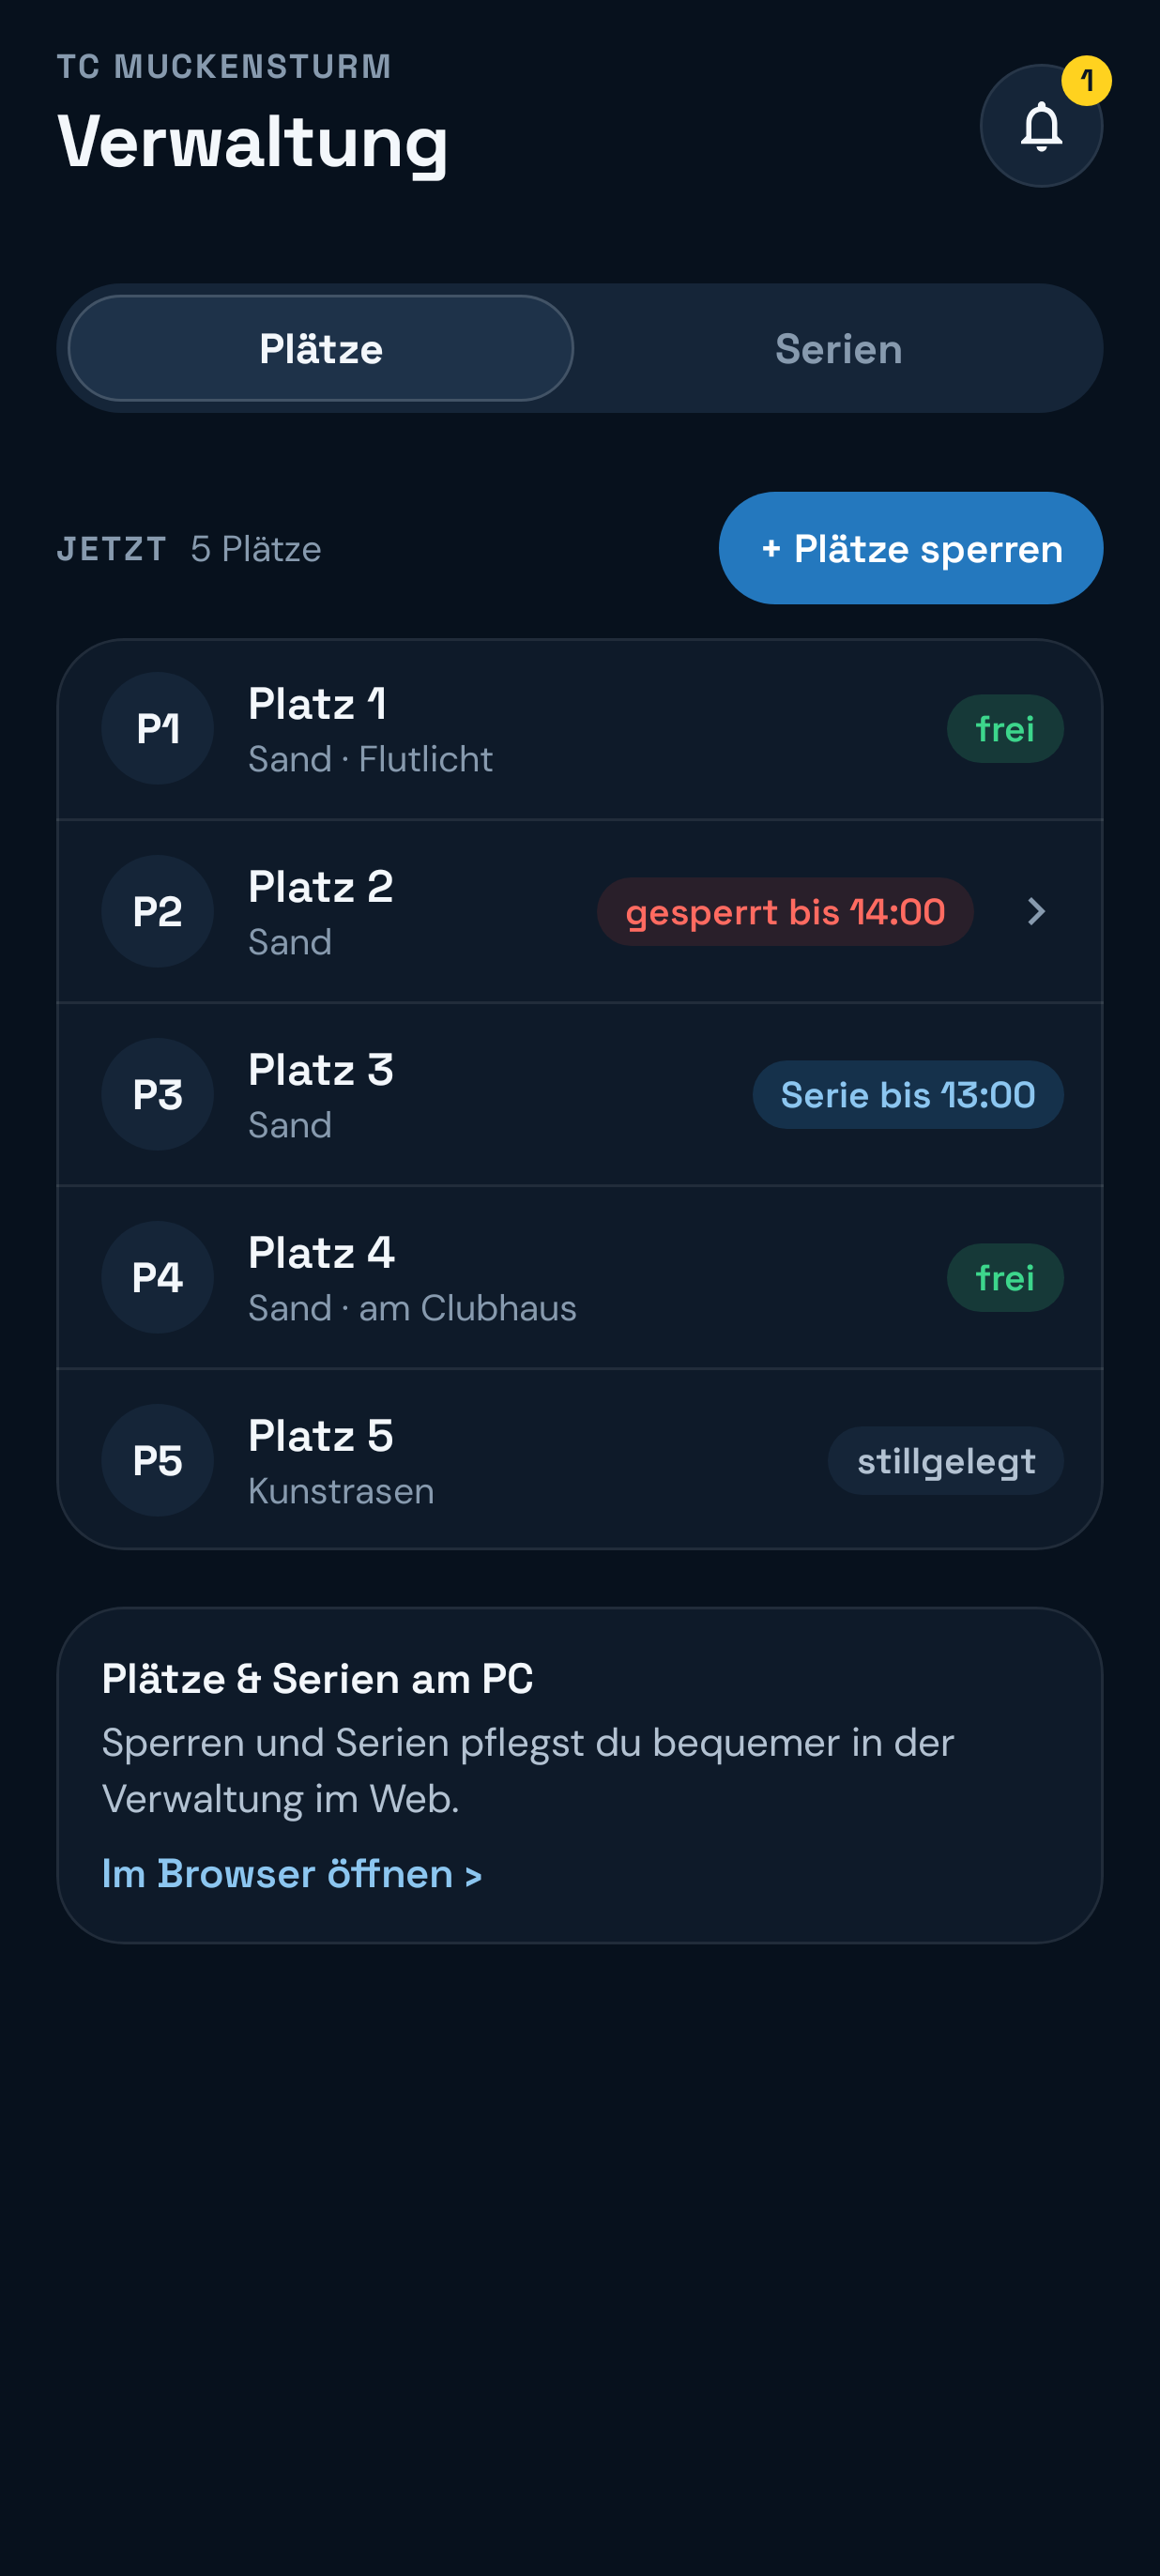 TC MUCKENSTURM
Verwaltung
1
Plätze
Serien
JETZT 5 Plätze
+ Plätze sperren
P1
Platz 1
Sand · Flutlicht
frei
P2
Platz 2
Sand
gesperrt bis 14:00
P3
Platz 3
Sand
Serie bis 13:00
P4
Platz 4
Sand · am Clubhaus
frei
P5
Platz 5
Kunstrasen
stillgelegt
Plätze & Serien am PC
Sperren und Serien pflegst du bequemer in der
Verwaltung im Web.
Im Browser öffnen >